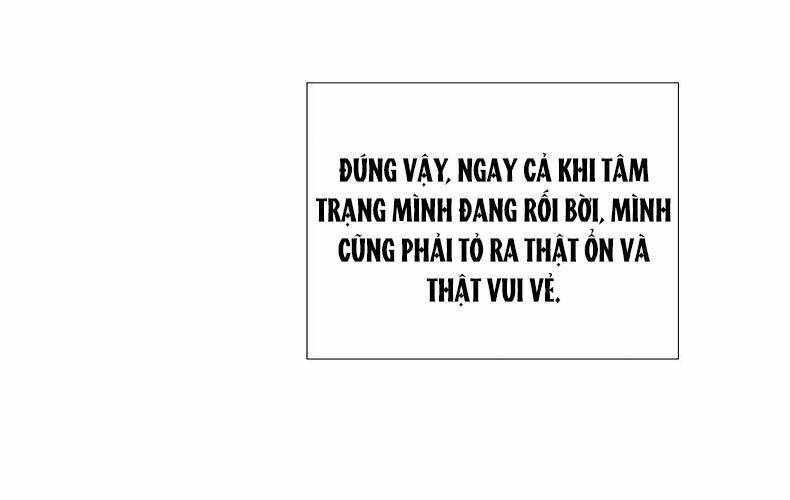 ĐÚNG VẬY, NGAY CẢ KHI TÂM
TRẠNG MÌNH ĐANG RỐI BỜI, MÌNH
CŨNG PHẢI TỎ RA THẬT ỔN VÀ
THẬT VUI VẺ.